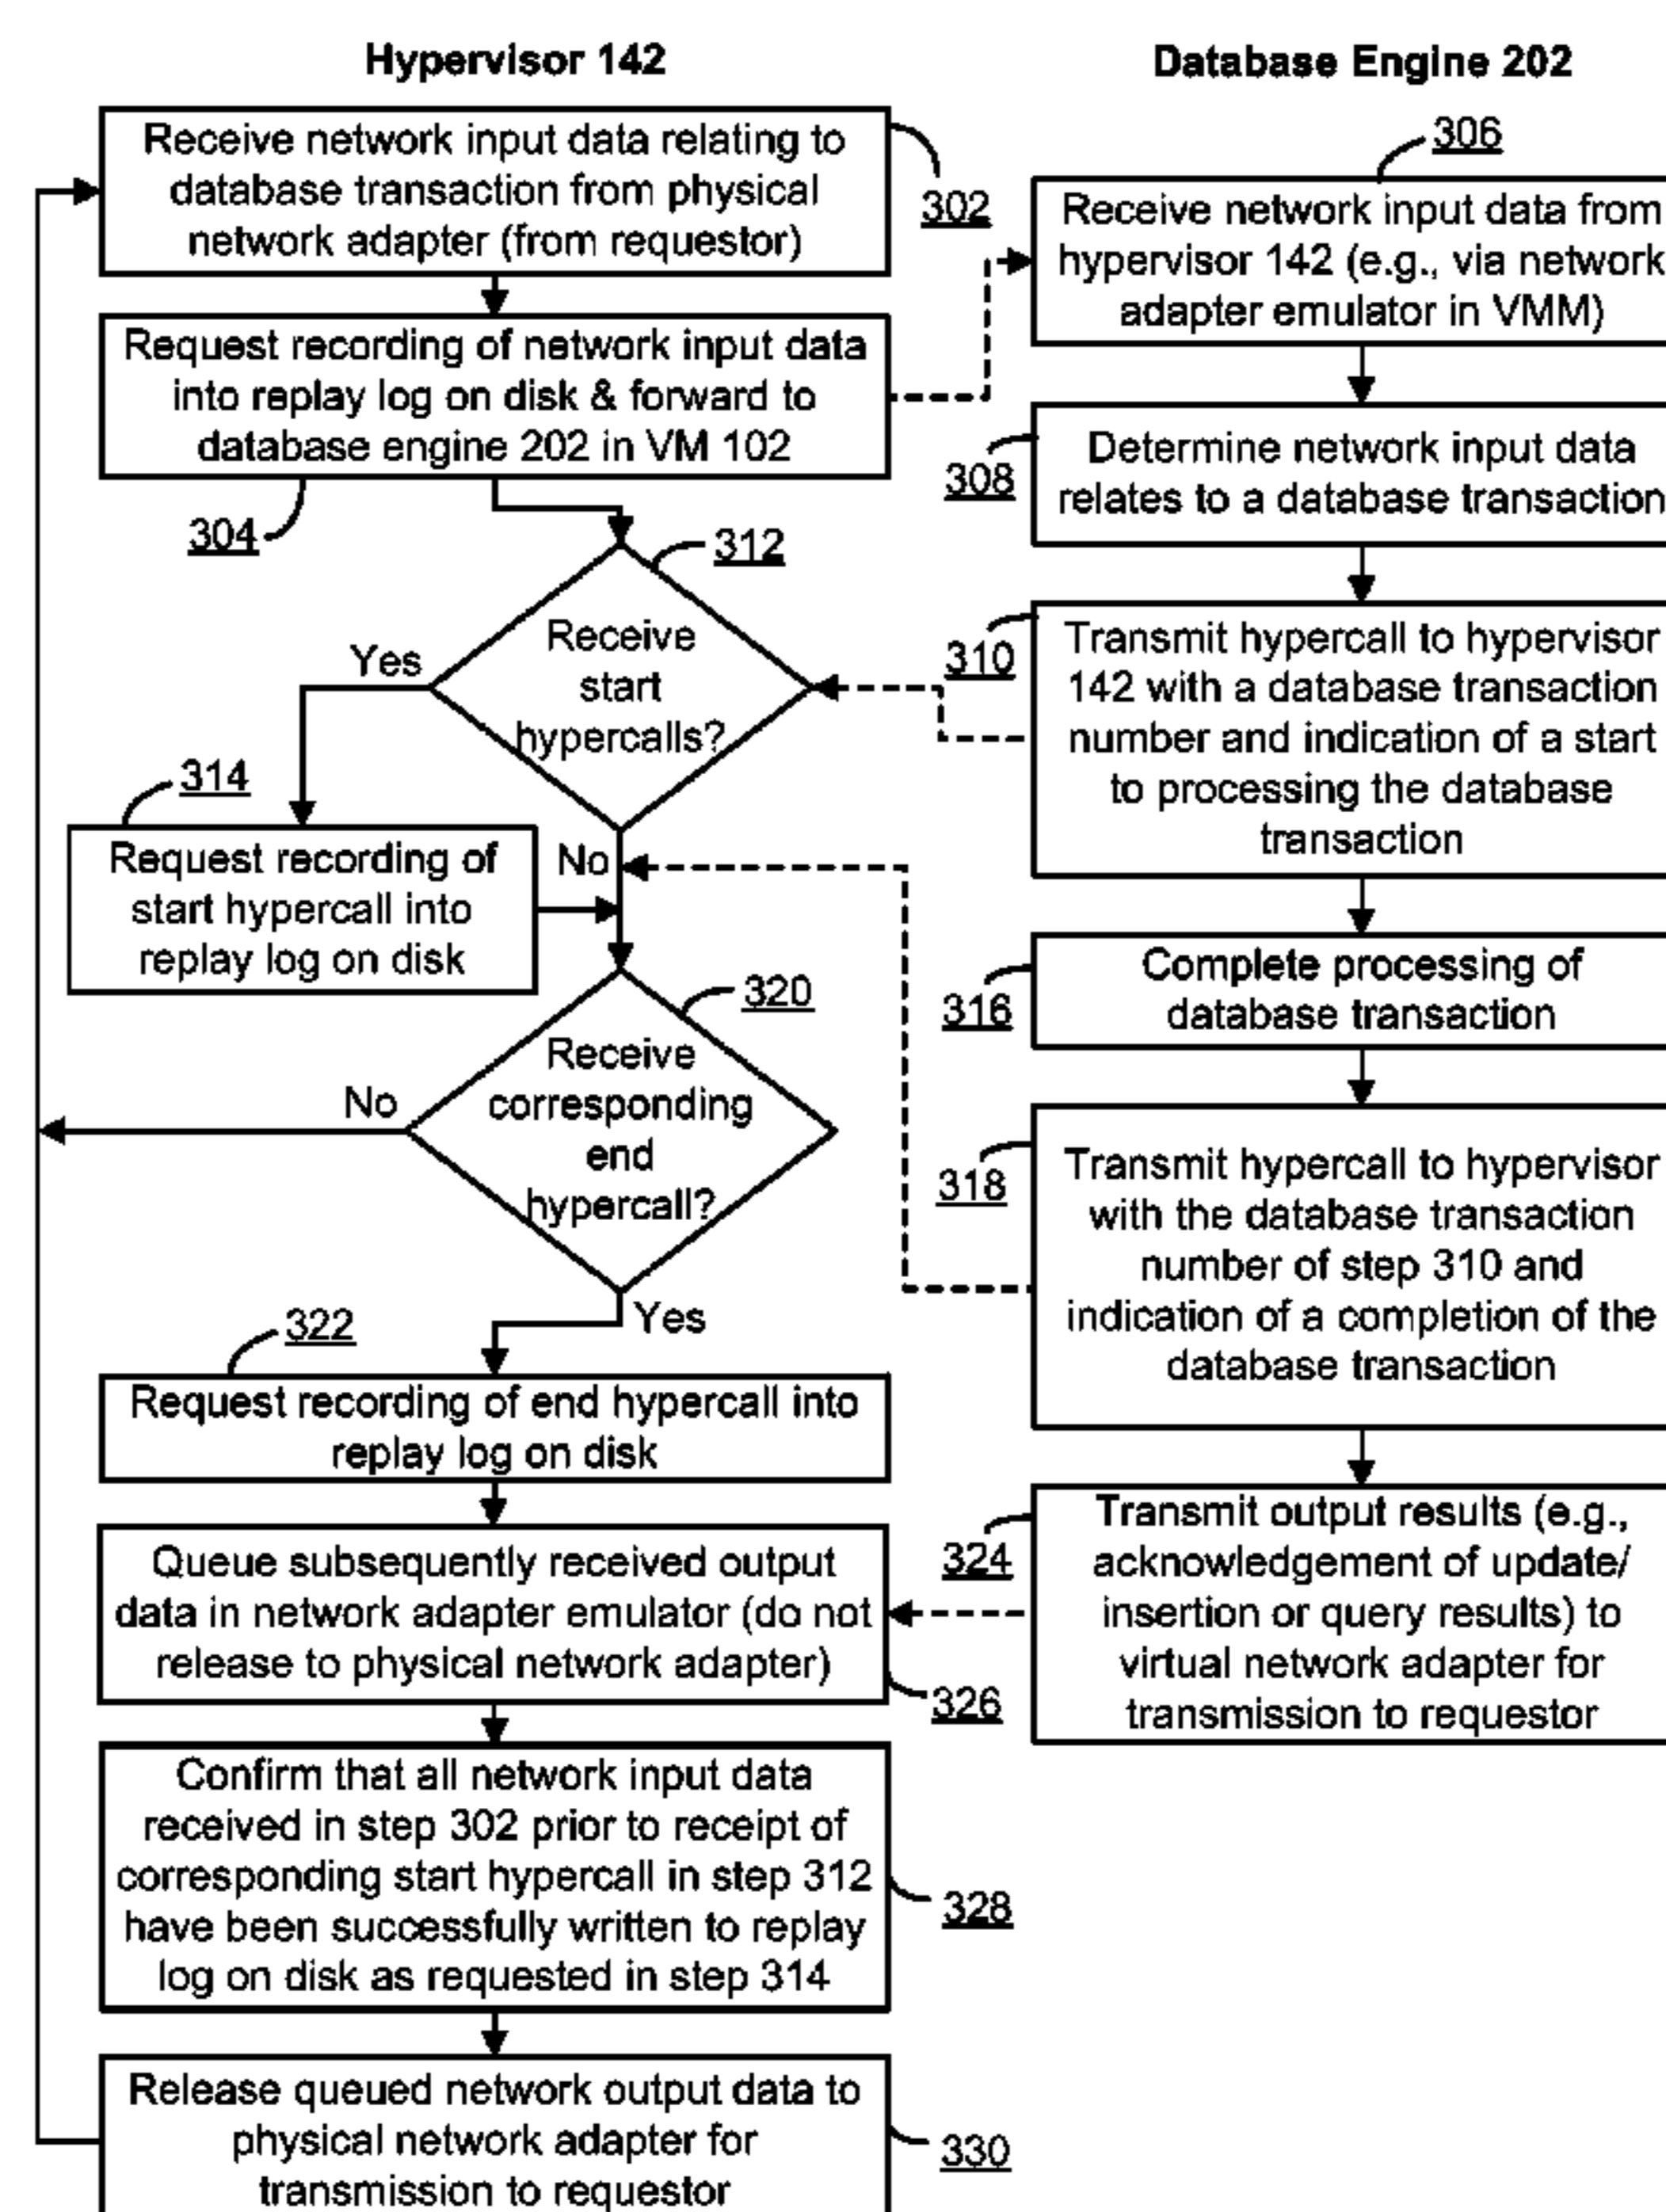 Hypervisor 142
Receive network input data relating to
database transaction from physical
network adapter (from requestor)
302
Request recording of network input data
into replay log on disk & forward to
database engine 202 in VM 102
304
312
Receive
start
hypercalls?
Yes
No
314
Request recording of
start hypercall into
replay log on disk
320
Receive
corresponding
end
hypercall?
No
Yes
322
Request recording of end hypercall into
replay log on disk
Queue subsequently received output
data in network adapter emulator (do not
release to physical network adapter)
326
Confirm that all network input data
received in step 302 prior to receipt of
corresponding start hypercall in step 312
have been successfully written to replay
log on disk as requested in step 314
328
Release queued network output data to
physical network adapter for
transmission to requestor
330
Database Engine 202
306
Receive network input data from
hypervisor 142 (e.g., via network
adapter emulator in VMM)
308
Determine network input data
relates to a database transaction
310
Transmit hypercall to hypervisor
142 with a database transaction
number and indication of a start
to processing the database
transaction
316
Complete processing of
database transaction
318
Transmit hypercall to hypervisor
with the database transaction
number of step 310 and
indication of a completion of the
database transaction
324
Transmit output results (e.g.,
acknowledgement of update/
insertion or query results) to
virtual network adapter for
transmission to requestor